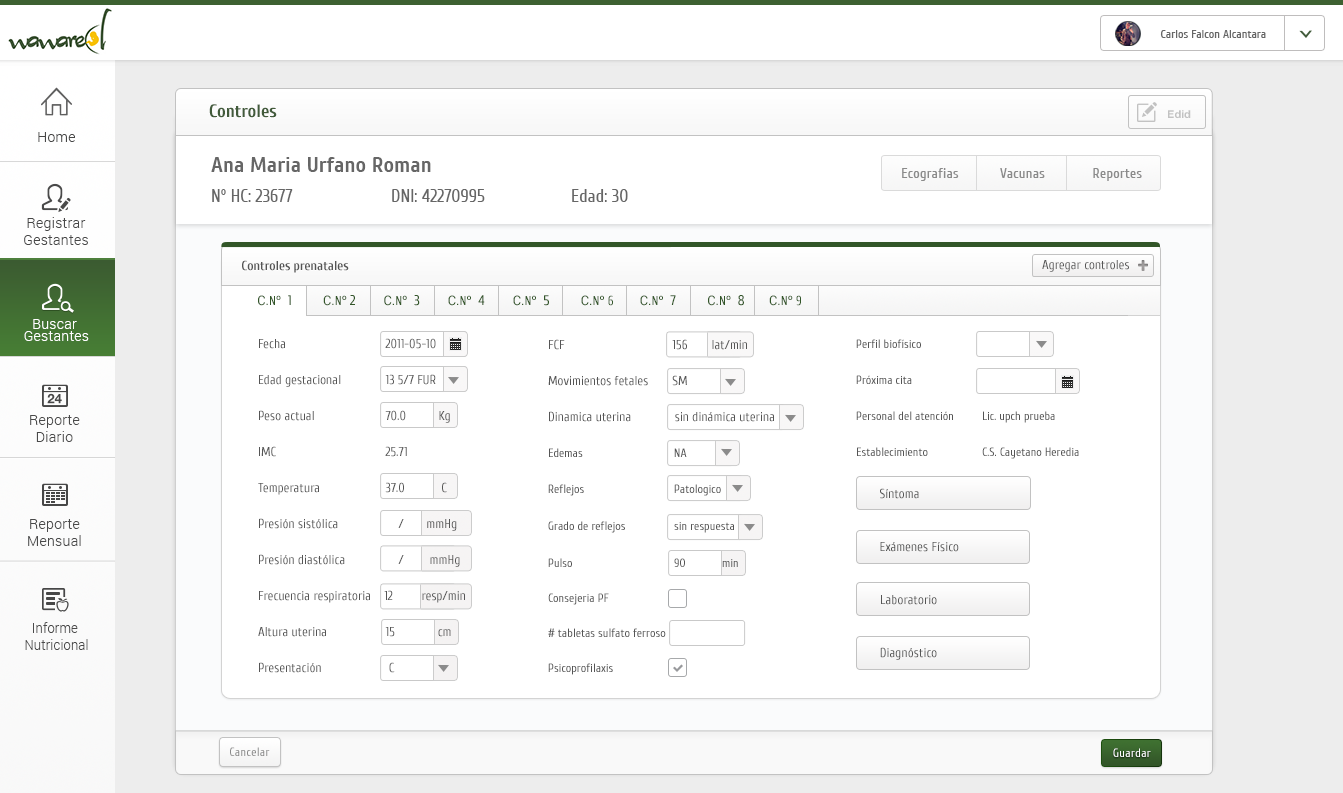 wawared
Carlos Falcon Alcantara
Home
Registrar
Gestantes
Buscar
Gestantes
24
Reporte
Diario
Reporte
Mensual
Informe
Nutricional
Controles
Edid
Ana Maria Urfano Roman
N° HC: 23677 DNI: 42270995 Edad: 30
Ecografias Vacunas Reportes
Controles prenatales
Agregar controles +
C.N° 1 C.N° 2 C.N° 3 C.N° 4 C.N° 5 C.N° 6 C.N° 7 C.N° 8 C.N° 9
Fecha 2011-05-10
Edad gestacional 13 5/7 FUR
Peso actual 70.0 Kg
IMC 25.71
Temperatura 37.0 C
Presión sistólica / mmHg
Presión diastólica / mmHg
Frecuencia respiratoria 12 resp/min
Altura uterina 15 cm
Presentación C
FCF 156 lat/min
Movimientos fetales SM
Dinamica uterina sin dinámica uterina
Edemas NA
Reflejos Patologico
Grado de reflejos sin respuesta
Pulso 90 min
Consejeria PF
# tabletas sulfato ferroso
Psicoprofilaxis
Perfil biofísico
Próxima cita
Personal del atención Lic. upch prueba
Establecimiento C.S. Cayetano Heredia
Síntoma
Exámenes Físico
Laboratorio
Diagnóstico
Cancelar
Guardar